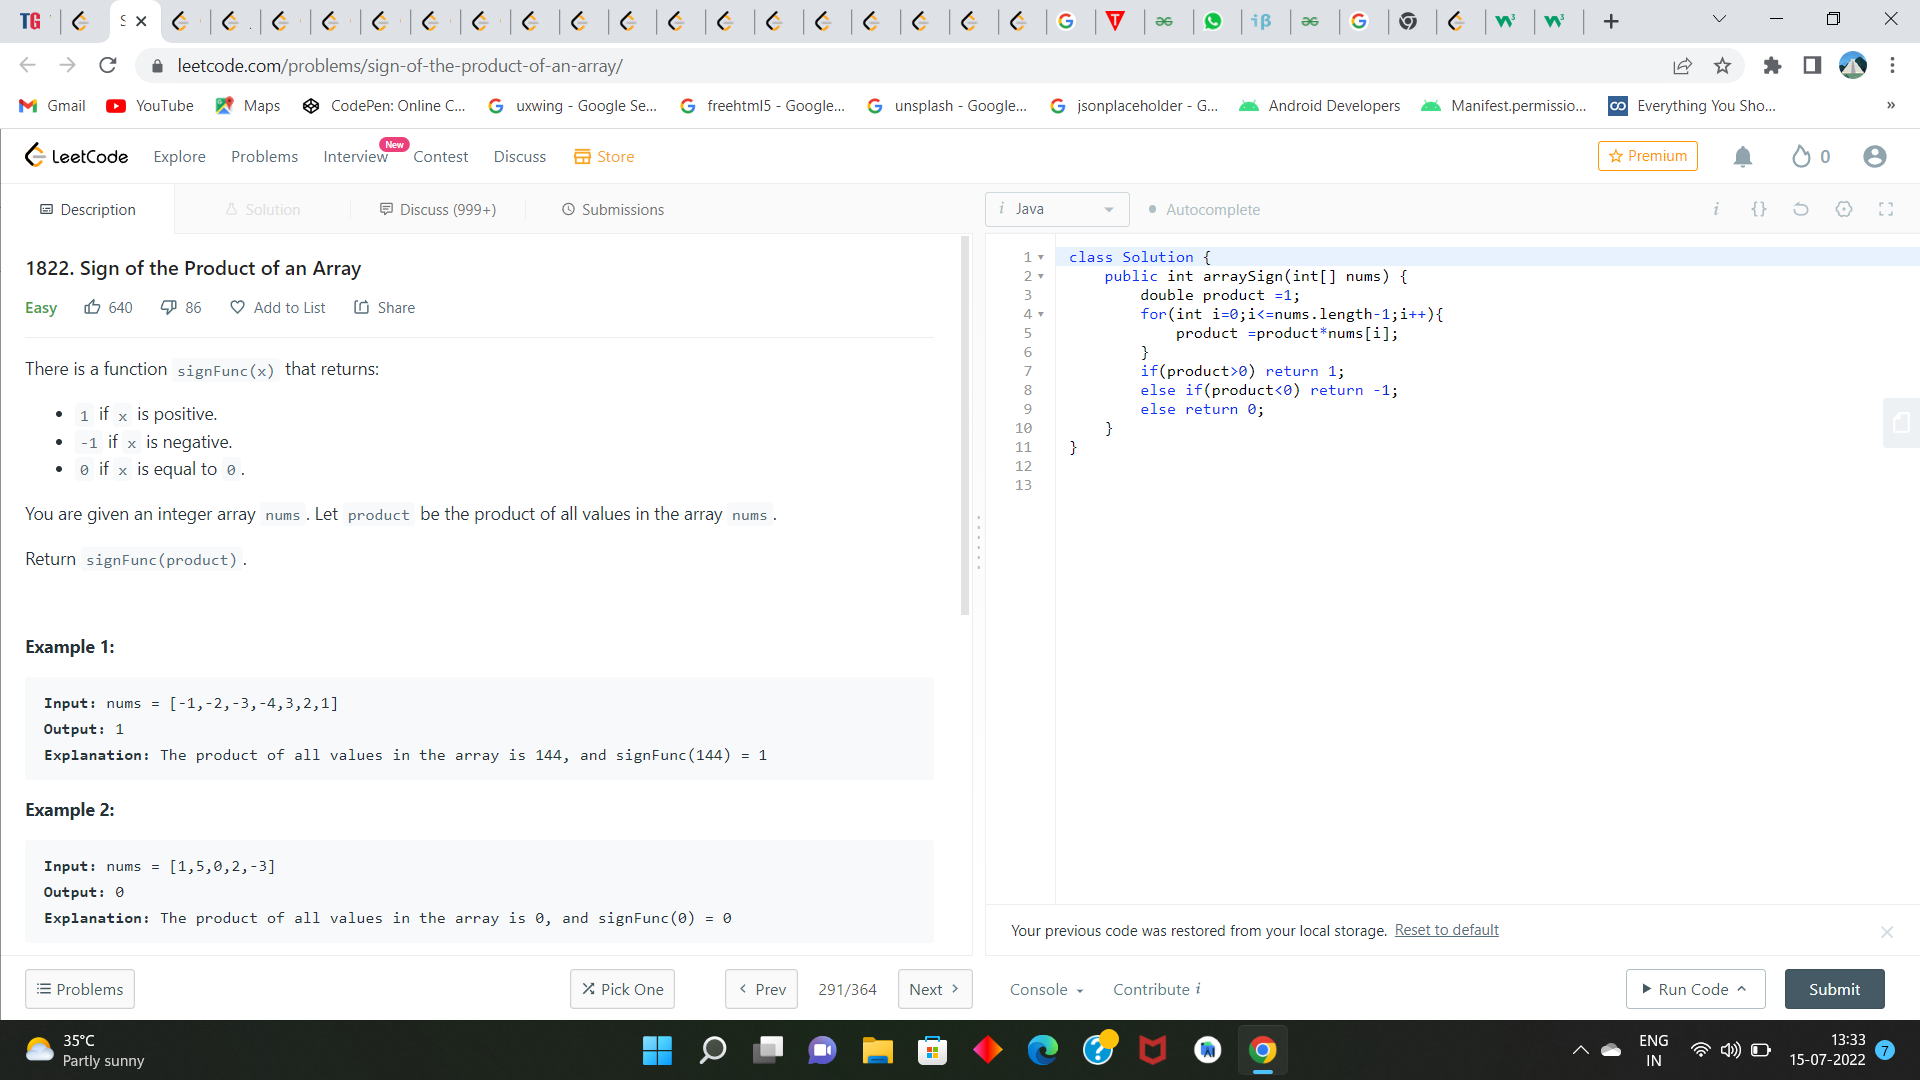 leetcode.com/problems/sign-of-the-product-of-an-array/
Gmail YouTube Maps CodePen: Online C... uxwing - Google Se... freehtml5 - Google... unsplash - Google... jsonplaceholder - G... Android Developers Manifest.permissio... Everything You Sho... »
LeetCode Explore Problems Interview New Contest Discuss Store Premium 0
Description Solution Discuss (999+) Submissions
i Java Autocomplete i {}
1822. Sign of the Product of an Array
Easy 640 86 Add to List Share
There is a function signFunc(x) that returns:
• 1 if x is positive.
• -1 if x is negative.
• 0 if x is equal to 0.
You are given an integer array nums. Let product be the product of all values in the array nums.
Return signFunc(product).
Example 1:
Input: nums = [-1,-2,-3,-4,3,2,1]
Output: 1
Explanation: The product of all values in the array is 144, and signFunc(144) = 1
Example 2:
Input: nums = [1,5,0,2,-3]
Output: 0
Explanation: The product of all values in the array is 0, and signFunc(0) = 0
1 class Solution {
2 public int arraySign(int[] nums) {
3 double product =1;
4 for(int i=0;i<=nums.length-1;i++){
5 product =product*nums[i];
6 }
7 if(product>0) return 1;
8 else if(product<0) return -1;
9 else return 0;
10 }
11 }
12
13
Your previous code was restored from your local storage. Reset to default
Problems Pick One < Prev 291/364 Next > Console Contribute i Run Code Submit
35°C
Partly sunny
ENG
IN
13:33
15-07-2022
7